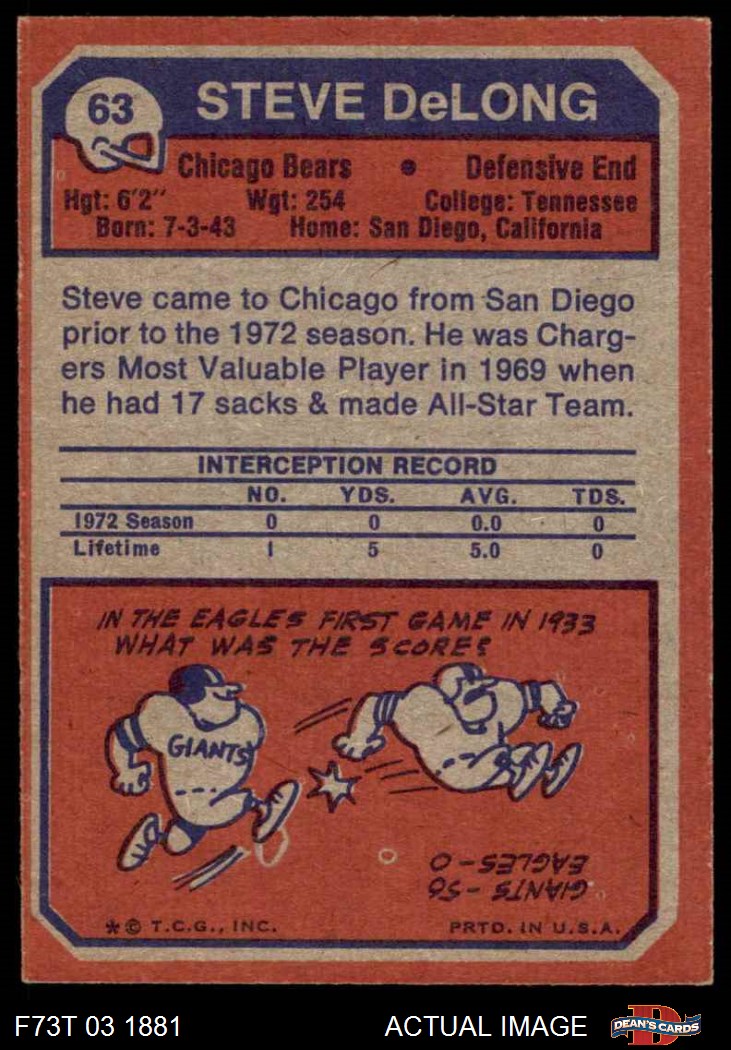 63
STEVE DeLONG
Chicago Bears • Defensive End
Hgt: 6'2" Wgt: 254 College: Tennessee
Born: 7-3-43 Home: San Diego, California
Steve came to Chicago from San Diego
prior to the 1972 season. He was Charg-
ers Most Valuable Player in 1969 when
he had 17 sacks & made All-Star Team.
INTERCEPTION RECORD
NO. YDS. AVG. TDS.
1972 Season 0 0 0.0 0
Lifetime 1 5 5.0 0
IN THE EAGLES FIRST GAME IN 1933
WHAT WAS THE SCORE?
GIANTS
GIANTS - 56
EAGLES - 0
* © T.C.G., INC. PRTD. IN U.S.A.
F73T 03 1881 ACTUAL IMAGE D DEAN'S CARDS